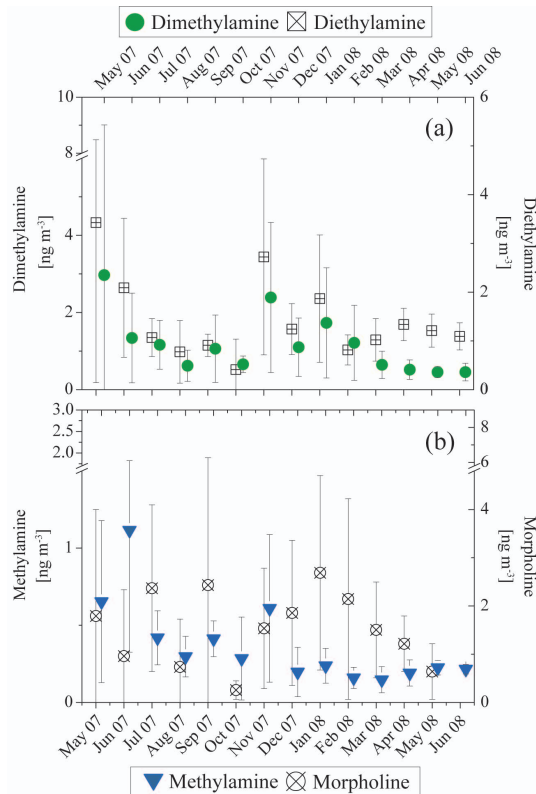 Dimethylamine Diethylamine
May 07 Jun 07 Jul 07 Aug 07 Sep 07 Oct 07 Nov 07 Dec 07 Jan 08 Feb 08 Mar 08 Apr 08 May 08 Jun 08
(a)
10
8
4
2
0
Dimethylamine
[ng m⁻³]
6
4
2
0
Diethylamine
[ng m⁻³]
(b)
3.0
2.5
2.0
1
0
Methylamine
[ng m⁻³]
8
6
4
2
0
Morpholine
[ng m⁻³]
May 07 Jun 07 Jul 07 Aug 07 Sep 07 Oct 07 Nov 07 Dec 07 Jan 08 Feb 08 Mar 08 Apr 08 May 08 Jun 08
Methylamine Morpholine